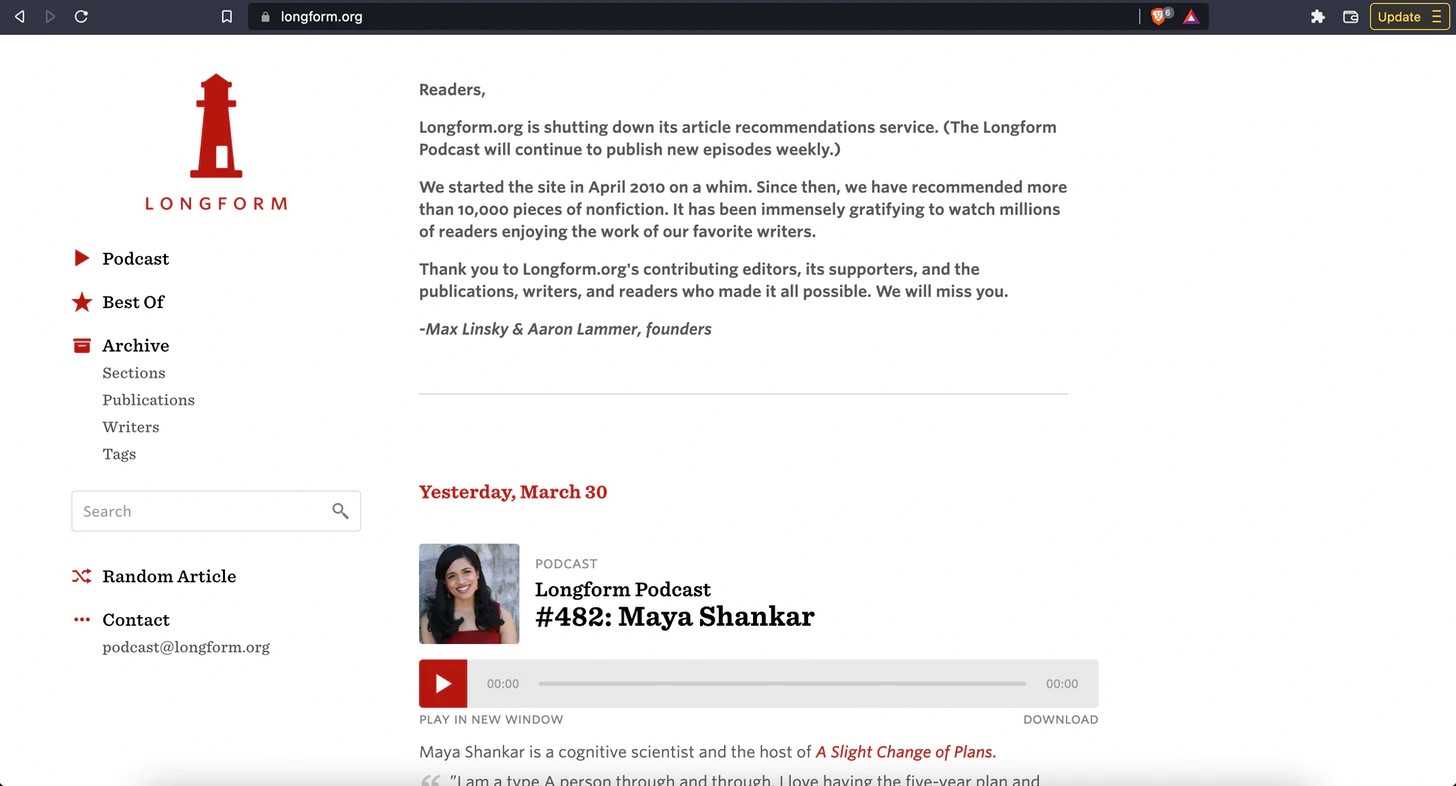 longform.org
6
Update
LONGFORM
Podcast
Best Of
Archive
Sections
Publications
Writers
Tags
Search
Random Article
Contact
podcast@longform.org
Readers,
Longform.org is shutting down its article recommendations service. (The Longform
Podcast will continue to publish new episodes weekly.)
We started the site in April 2010 on a whim. Since then, we have recommended more
than 10,000 pieces of nonfiction. It has been immensely gratifying to watch millions
of readers enjoying the work of our favorite writers.
Thank you to Longform.org's contributing editors, its supporters, and the
publications, writers, and readers who made it all possible. We will miss you.
-Max Linsky & Aaron Lammer, founders
Yesterday, March 30
PODCAST
Longform Podcast
#482: Maya Shankar
00:00 00:00
PLAY IN NEW WINDOW DOWNLOAD
Maya Shankar is a cognitive scientist and the host of A Slight Change of Plans.
“ ”I am a type A person through and through. I love having the five-year plan and